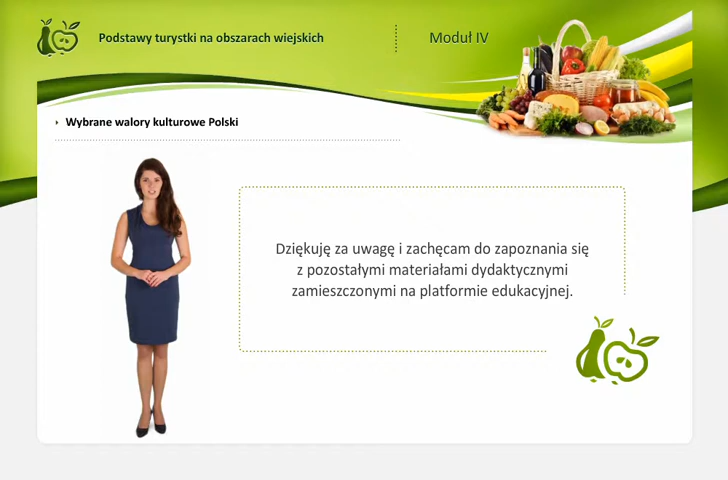 Podstawy turystki na obszarach wiejskich
Moduł IV
Wybrane walory kulturowe Polski
Dziękuję za uwagę i zachęcam do zapoznania się
z pozostałymi materiałami dydaktycznymi
zamieszczonymi na platformie edukacyjnej.